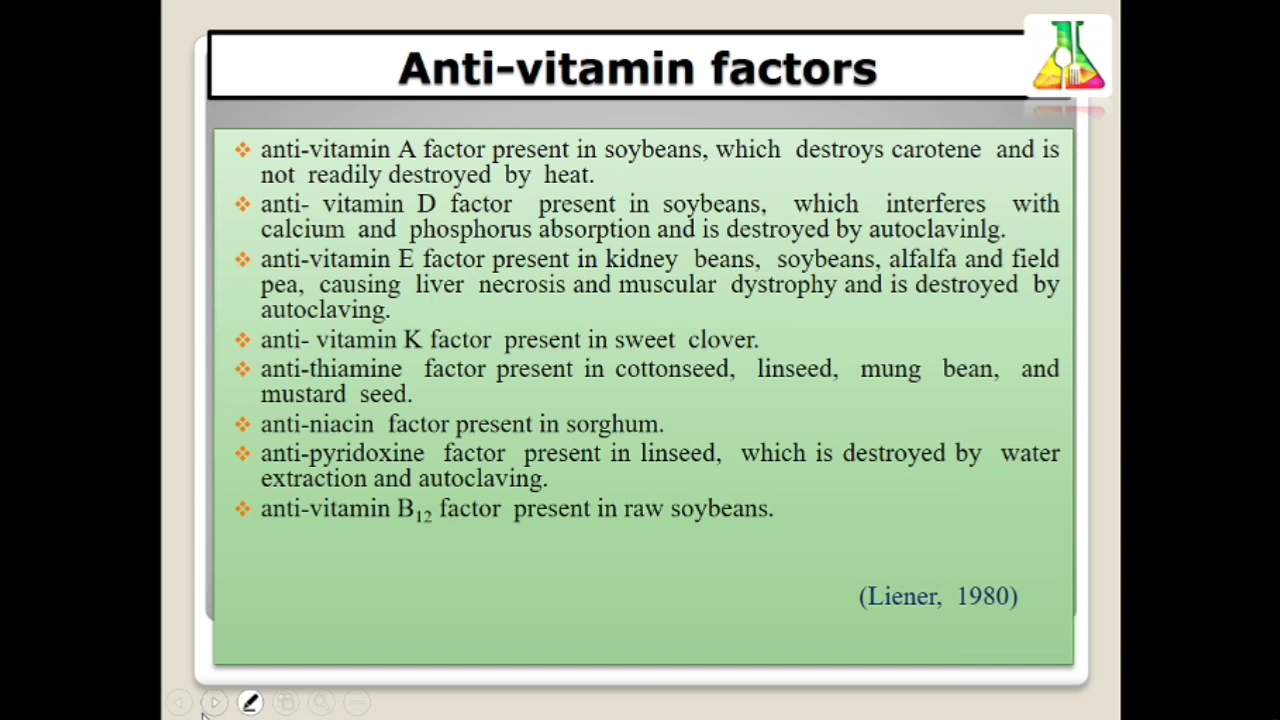 Anti-vitamin factors
anti-vitamin A factor present in soybeans, which destroys carotene and is
not readily destroyed by heat.
anti- vitamin D factor present in soybeans, which interferes with
calcium and phosphorus absorption and is destroyed by autoclavinlg.
anti-vitamin E factor present in kidney beans, soybeans, alfalfa and field
pea, causing liver necrosis and muscular dystrophy and is destroyed by
autoclaving.
anti- vitamin K factor present in sweet clover.
anti-thiamine factor present in cottonseed, linseed, mung bean, and
mustard seed.
anti-niacin factor present in sorghum.
anti-pyridoxine factor present in linseed, which is destroyed by water
extraction and autoclaving.
anti-vitamin B₁₂ factor present in raw soybeans.
(Liener, 1980)